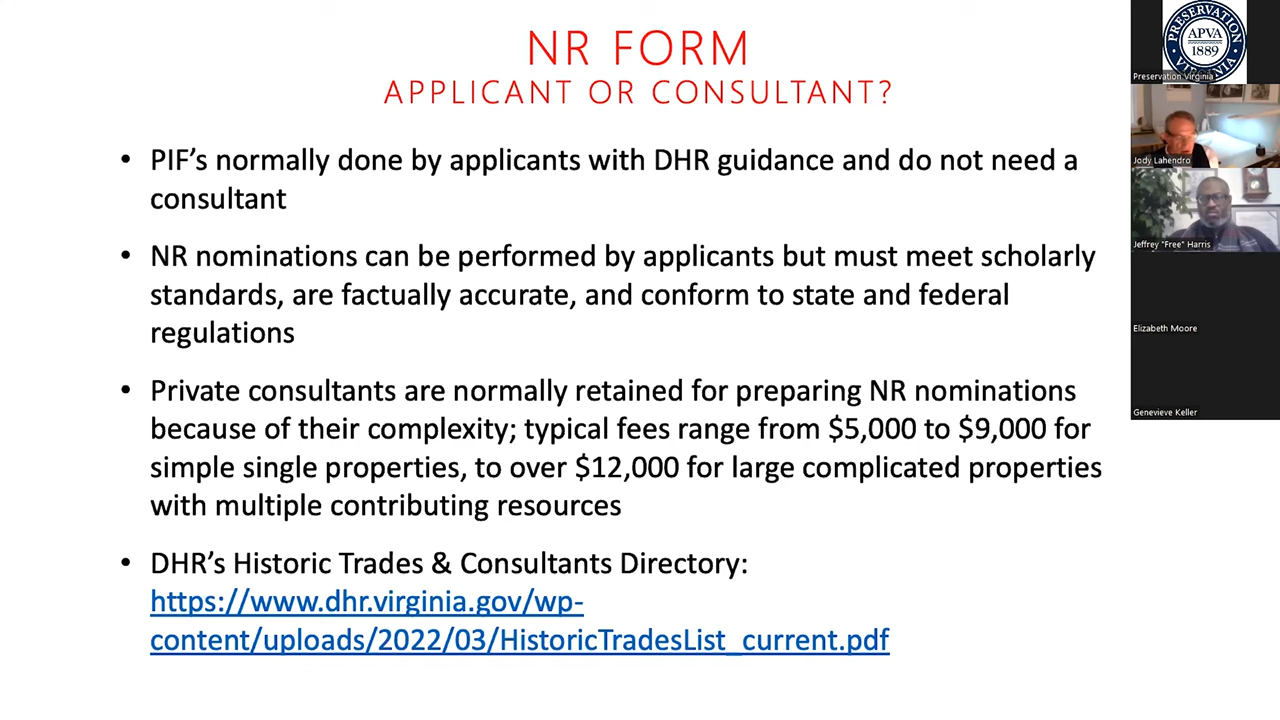 NR FORM
APPLICANT OR CONSULTANT?
• PIF’s normally done by applicants with DHR guidance and do not need a
consultant
• NR nominations can be performed by applicants but must meet scholarly
standards, are factually accurate, and conform to state and federal
regulations
• Private consultants are normally retained for preparing NR nominations
because of their complexity; typical fees range from $5,000 to $9,000 for
simple single properties, to over $12,000 for large complicated properties
with multiple contributing resources
• DHR’s Historic Trades & Consultants Directory:
https://www.dhr.virginia.gov/wp-
content/uploads/2022/03/HistoricTradesList_current.pdf
PRESERVATION
APVA
1889
VIRGINIA
Preservation Virginia
Jody Lahendro
Jeffrey "Free" Harris
Elizabeth Moore
Genevieve Keller